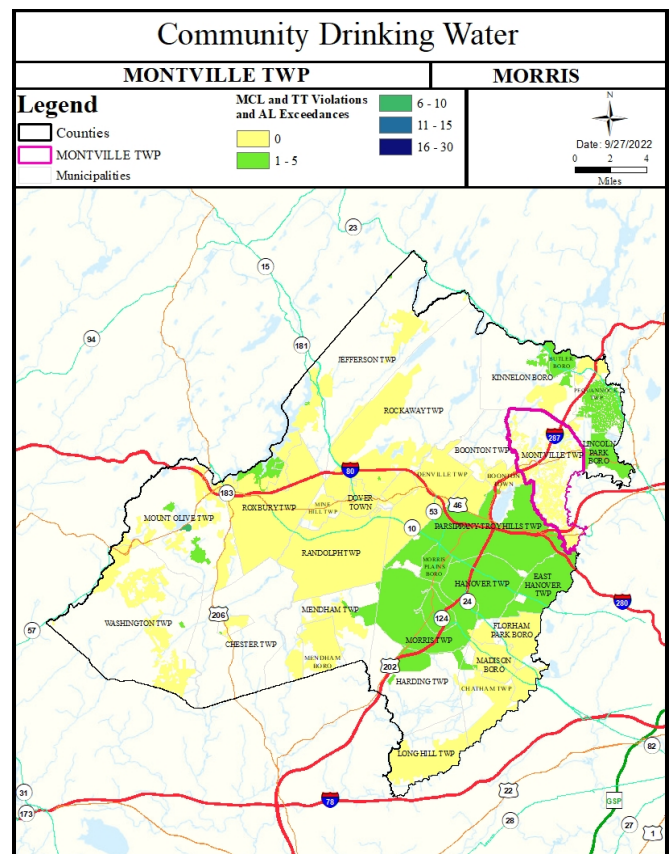 Community Drinking Water
MONTVILLE TWP
MORRIS
Legend
Counties
MONTVILLE TWP
Municipalities
MCL and TT Violations
and AL Exceedances
0
1 - 5
6 - 10
11 - 15
16 - 30
N
Date: 9/27/2022
0 2 4
Miles
23
15
94
181
JEFFERSON TWP
BUTLER
BORO
KINNELON BORO
PEQUANNOCK
TWP
ROCKAWAY TWP
287
LINCOLN
PARK
BORO
BOONTON TWP
MONTVILLE TWP
80
DENVILLE TWP
BOONTON
TOWN
183
DOVER
TOWN
46
53
ROXBURY TWP
MINE
HILL TWP
MOUNT OLIVE TWP
10
PARSIPPANY-TROY HILLS TWP
RANDOLPH TWP
MORRIS
PLAINS
BORO
HANOVER TWP
EAST
HANOVER
TWP
280
24
MENDHAM TWP
206
WASHINGTON TWP
124
FLORHAM
PARK BORO
57
CHESTER TWP
MORRIS TWP
MENDHAM
BORO
202
MADISON
BORO
HARDING TWP
CHATHAM TWP
LONG HILL TWP
82
31
173
78
22
GSP
28
27
1